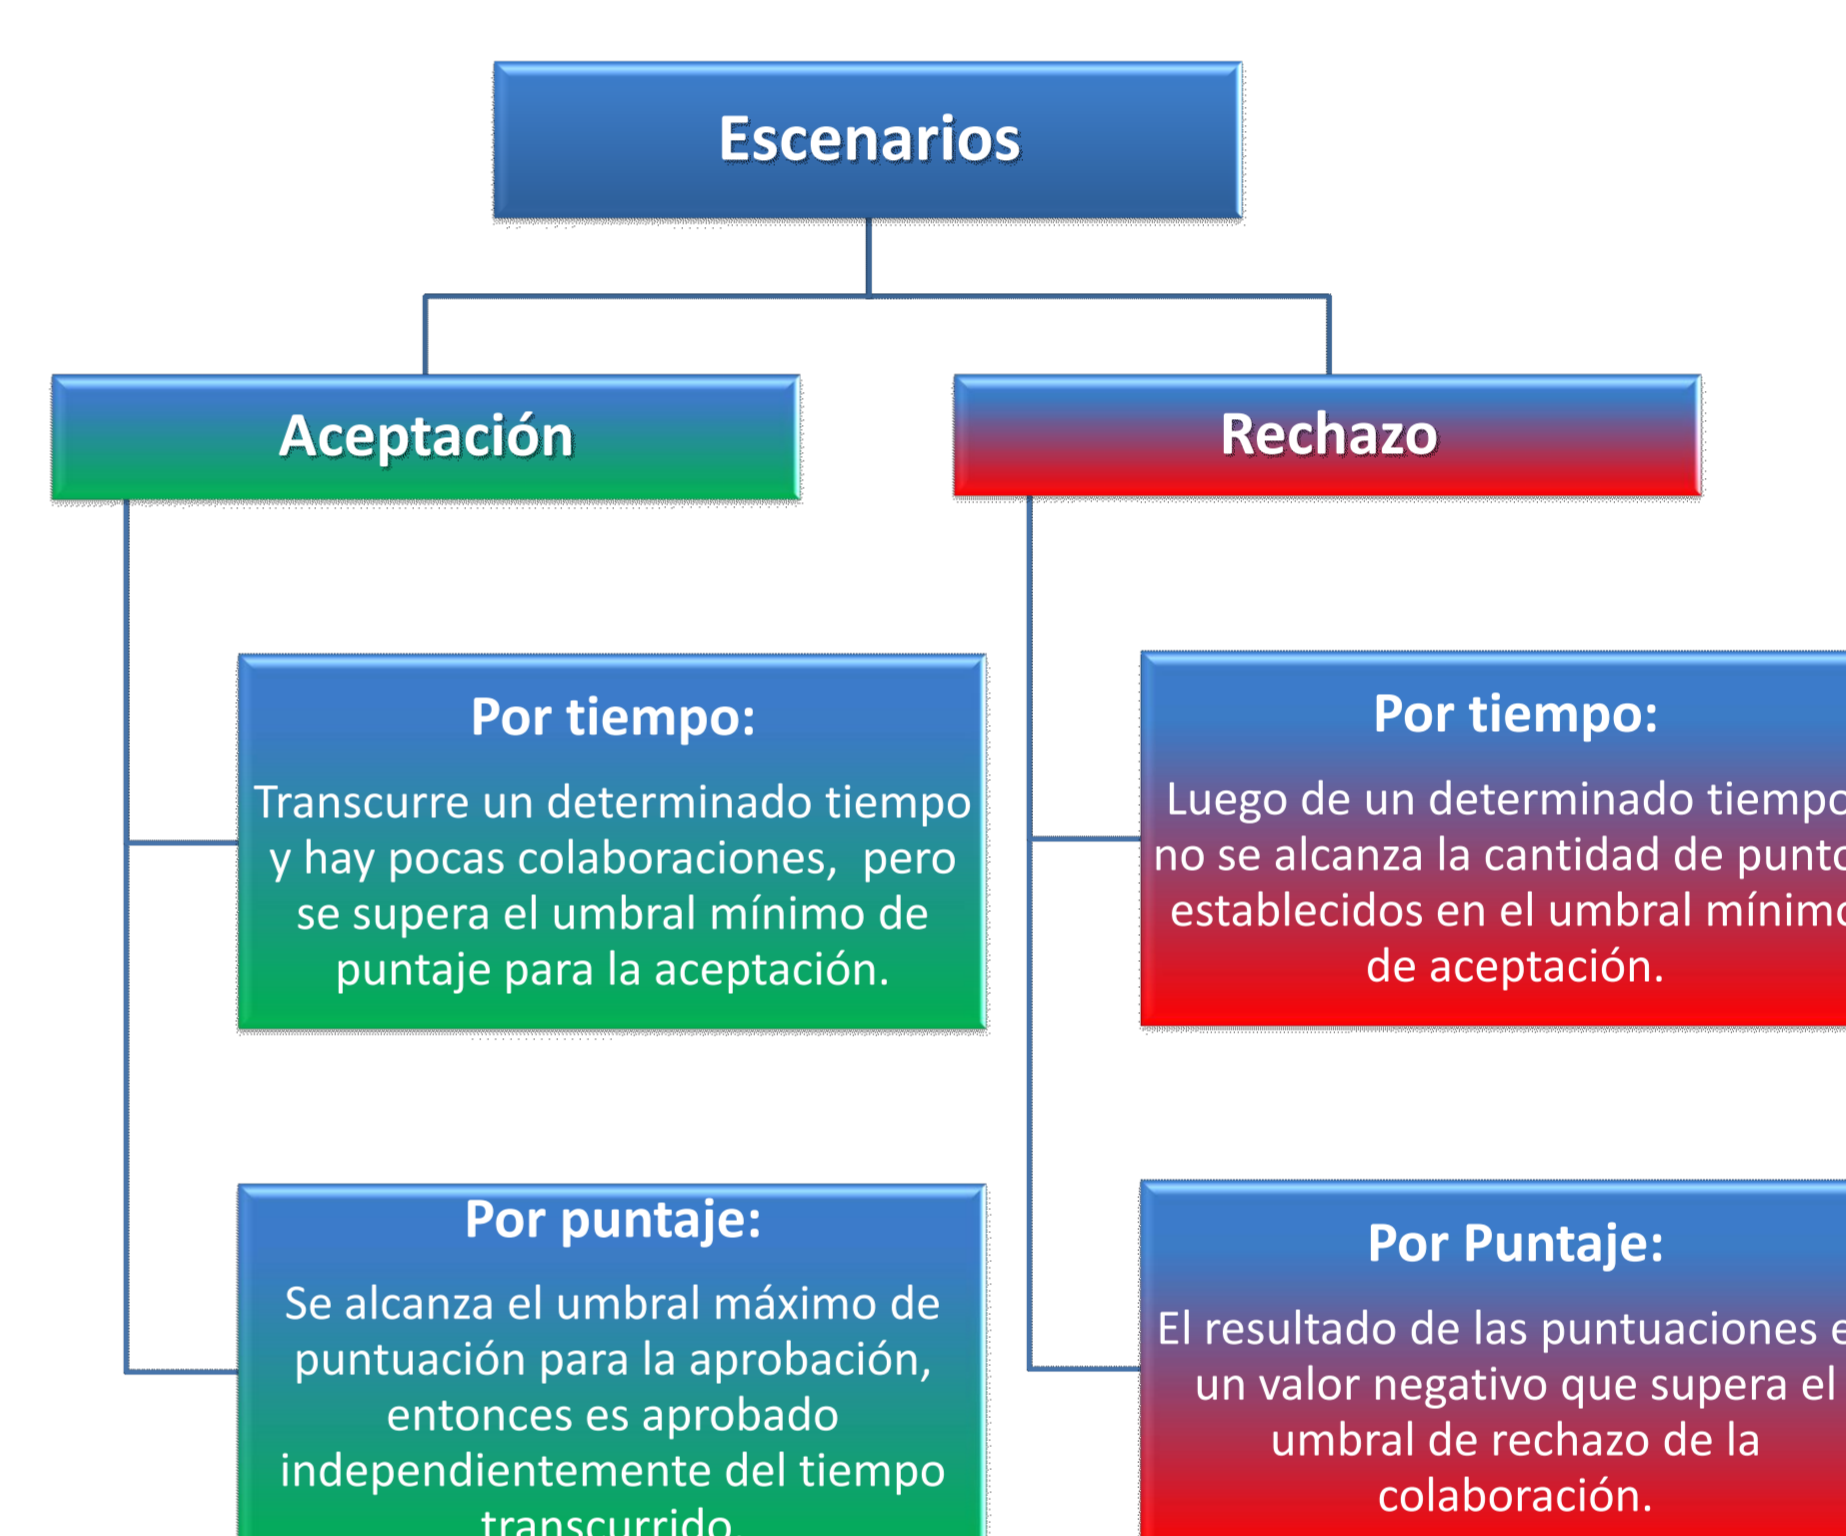 Escenarios
Aceptación
Por tiempo:
Transcurre un determinado tiempo
y hay pocas colaboraciones, pero
se supera el umbral mínimo de
puntaje para la aceptación.
Por puntaje:
Se alcanza el umbral máximo de
puntuación para la aprobación,
entonces es aprobado
independientemente del tiempo
transcurrido.
Rechazo
Por tiempo:
Luego de un determinado tiempo
no se alcanza la cantidad de
establecidos en el umbral mínimo
de aceptación.
Por Puntaje:
El resultado de las puntuaciones
un valor negativo que supera el
umbral de rechazo de la
colaboración.